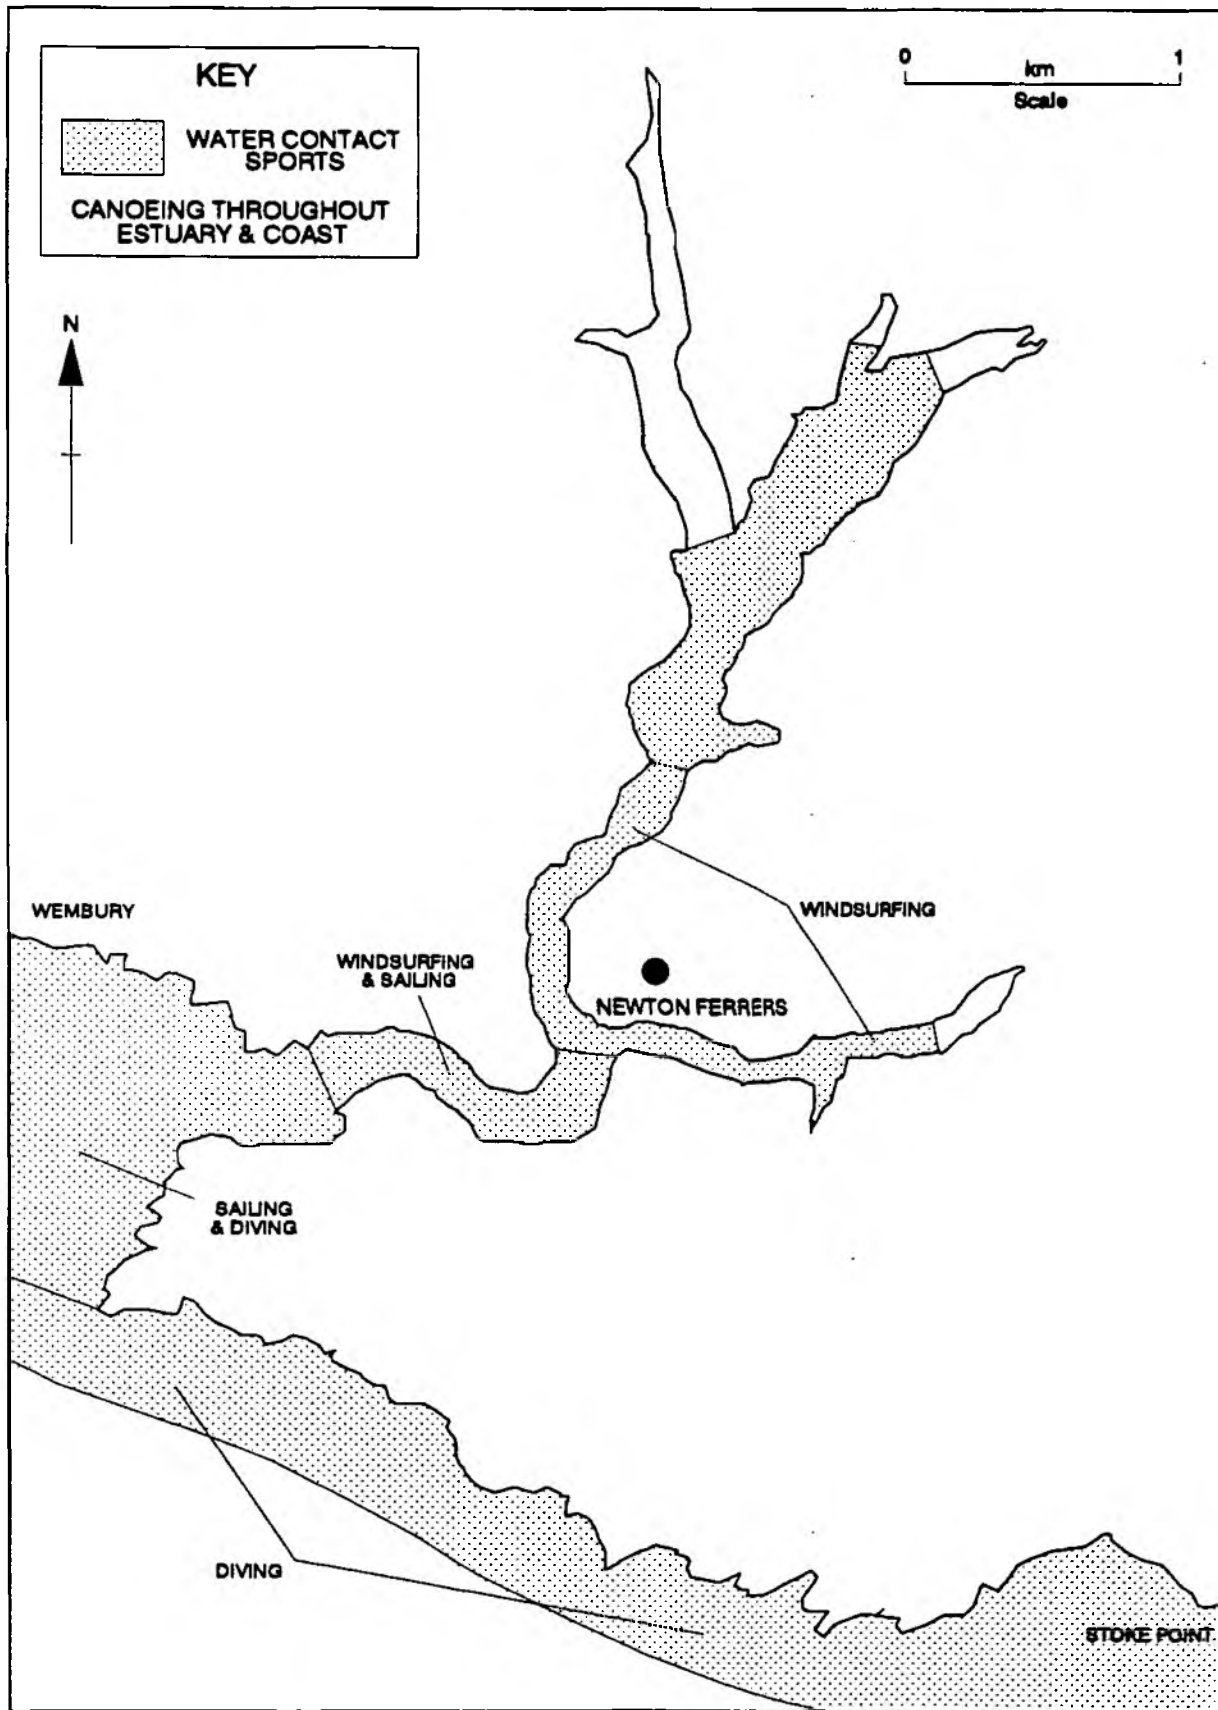 KEY
WATER CONTACT
SPORTS
CANOEING THROUGHOUT
ESTUARY & COAST
0 1
km
Scale
N
WEMBURY
WINDSURFING
& SAILING
WINDSURFING
NEWTON FERRERS
SAILING
& DIVING
DIVING
STOKE POINT